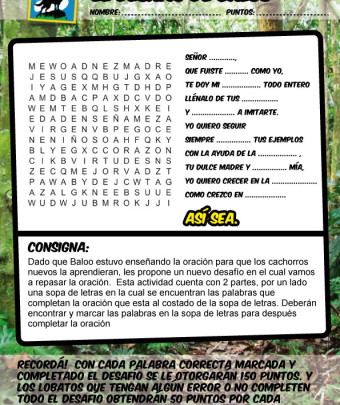 NOMBRE:............................ PUNTOS:................
SEÑOR ...........,
QUE FUISTE ........... COMO YO,
TE DOY MI .................. TODO ENTERO
LLÉNALO DE TUS ...............
Y .................. A IMITARTE.
YO QUIERO SEGUIR
SIEMPRE ............... TUS EJEMPLOS
CON LA AYUDA DE LA ............... ,
TU DULCE MADRE Y ............. MÍA,
YO QUIERO CRECER EN LA ..................
COMO CREZCO EN ................
ASÍ SEA.
M E W O A D N E Z M A D R E
J E S U S Q Q B U J G X A O
I Y A G E X M H G T D H D P
A M D B A C P A X D C V D O
W E M T E B Q L S H X K E I
E D A D E N S E Ñ A M E Z A
V I R G E N V B P E G O C E
N E N I Ñ O S O A H F Q K Y
B L Y E G X C C O R A Z O N
C I K B V I R T U D E S N S
Z E C Q M E J O R V A D Z T
P A W A B Y D E J C W T A G
A Z A L G K N E E B S U U E
W U D W J U B M R O K J J I
CONSIGNA:
Dado que Baloo estuvo enseñando la oración para que los cachorros
nuevos la aprendieran, les propone un nuevo desafío en el cual vamos
a repasar la oración. Esta actividad cuenta con 2 partes, por un lado
una sopa de letras en la cual se encuentran las palabras que
completan la oración que esta al costado de la sopa de letras. Deberán
encontrar y marcar las palabras en la sopa de letras para después
completar la oración
RECORDÁ! CON CADA PALABRA CORRECTA MARCADA Y
COMPLETADO EL DESAFIO SE LE OTORGARÁN 150 PUNTOS. Y
LOS LOBATOS QUE TENGAN ALGUN ERROR O NO COMPLETEN
TODO EL DESAFIO OBTENDRÁN 50 PUNTOS POR CADA